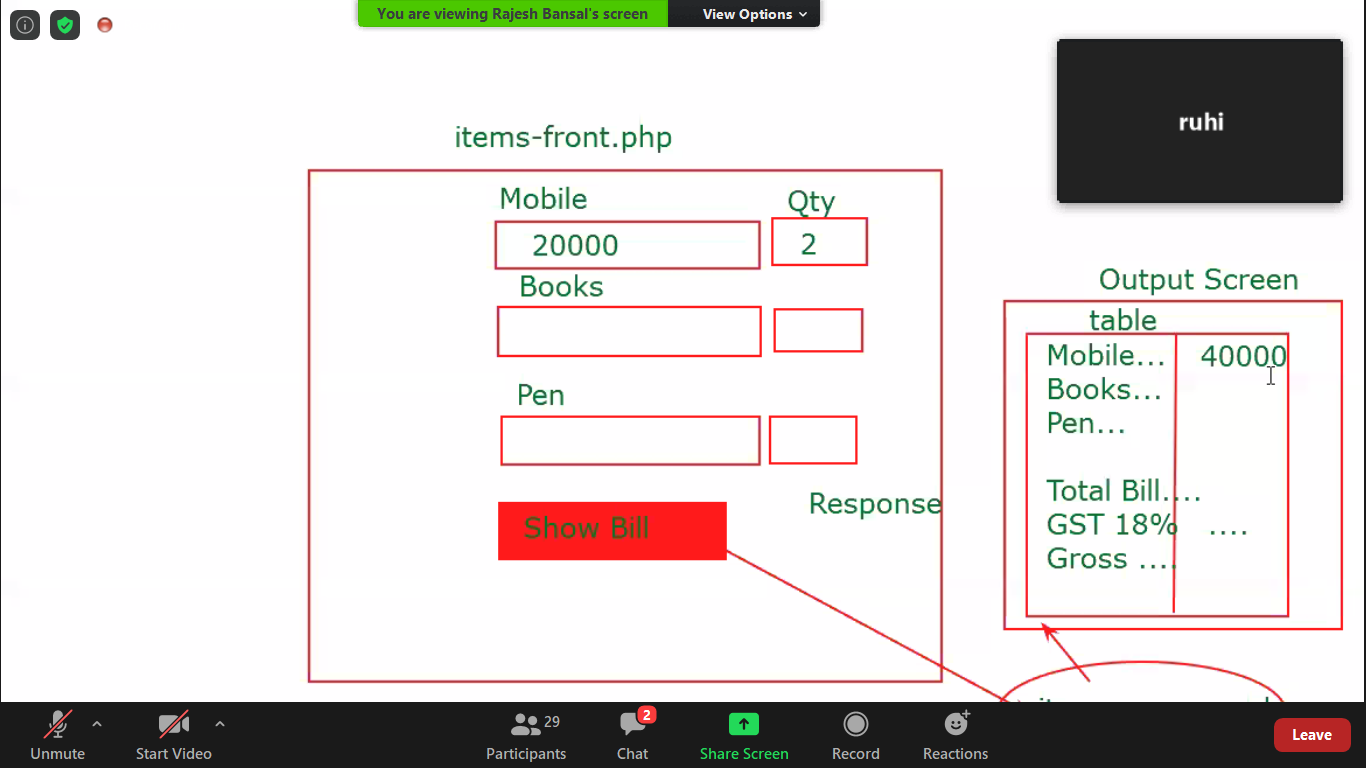 You are viewing Rajesh Bansal's screen
View Options
ruhi
items-front.php
Mobile
Qty
20000
2
Books
Pen
Show Bill
Response
Output Screen
table
Mobile... 40000
Books...
Pen...
Total Bill....
GST 18% ....
Gross ....
Unmute
Start Video
29
Participants
2
Chat
Share Screen
Record
Reactions
Leave